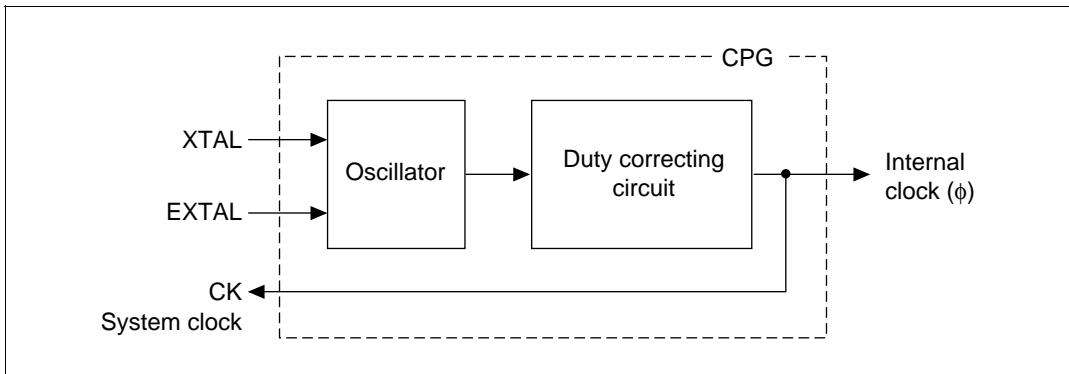 CPG
XTAL
EXTAL
Oscillator
Duty correcting
circuit
Internal
clock (ϕ)
CK
System clock